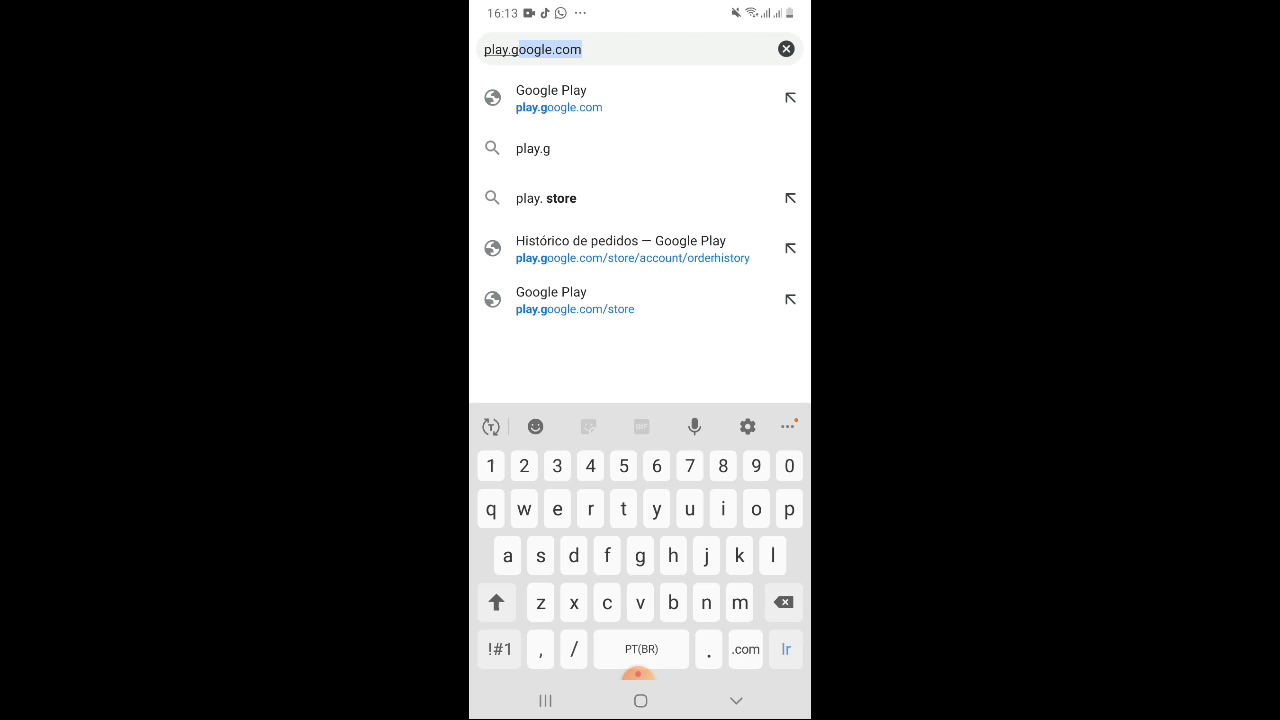 16:13
play.google.com
Google Play
play.google.com
play.g
play. store
Histórico de pedidos — Google Play
play.google.com/store/account/orderhistory
Google Play
play.google.com/store
T GIF
1 2 3 4 5 6 7 8 9 0
q w e r t y u i o p
a s d f g h j k l
z x c v b n m
!#1 , / PT(BR) . .com Ir